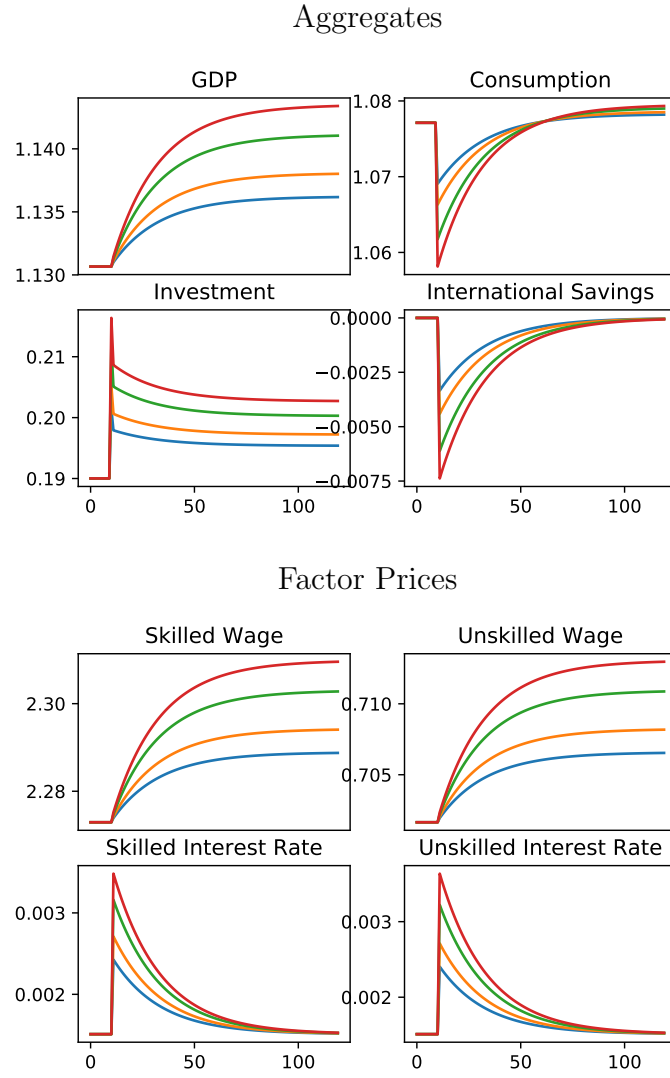 Aggregates
GDP
Consumption
1.140
1.135
1.130
1.08
1.07
1.06
Investment
International Savings
0.21
0.20
0.19
0.0000
−0.0025
−0.0050
−0.0075
0 50 100
0 50 100
Factor Prices
Skilled Wage
Unskilled Wage
2.30
2.28
0.710
0.705
Skilled Interest Rate
Unskilled Interest Rate
0.003
0.002
0.003
0.002
0 50 100
0 50 100